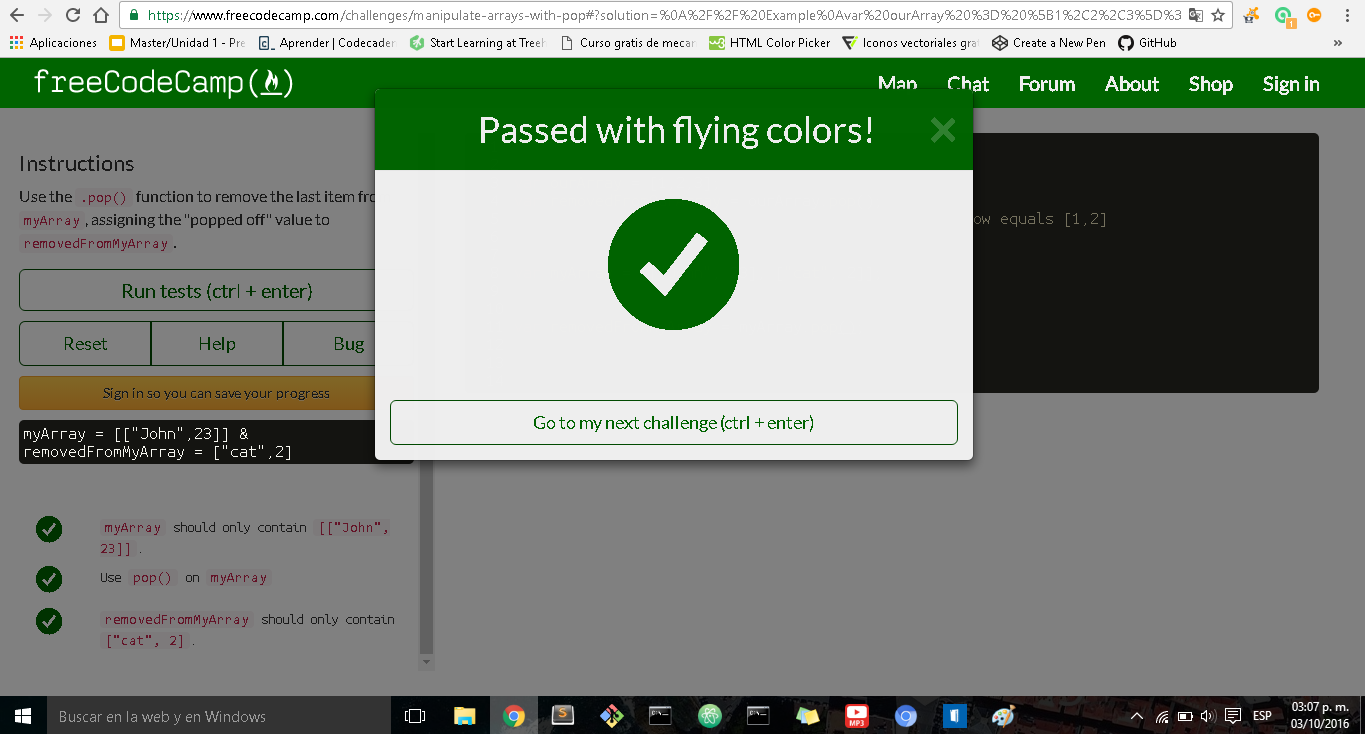 https://www.freecodecamp.com/challenges/manipulate-arrays-with-pop#?solution=%0A%2F%2F%20Example%0Avar%20ourArray%20%3D%20%5B1%2C2%2C3%5D%3
Aplicaciones
Master/Unidad 1 - Pre
Aprender | Codecader
Start Learning at Treeh
Curso gratis de mecar
HTML Color Picker
Iconos vectoriales gra
Create a New Pen
GitHub
»
freeCodeCamp
Map
Chat
Forum
About
Shop
Sign in
Passed with flying colors!
×
Instructions
Use the .pop() function to remove the last item fro
myArray, assigning the "popped off" value to
removedFromMyArray.
ow equals [1,2]
Run tests (ctrl + enter)
Reset
Help
Bug
Sign in so you can save your progress
Go to my next challenge (ctrl + enter)
myArray = [["John",23]] &
removedFromMyArray = ["cat",2]
myArray should only contain [["John",
23]].
Use pop() on myArray
removedFromMyArray should only contain
["cat", 2].
Buscar en la web y en Windows
MP3
ESP
03:07 p. m.
03/10/2016